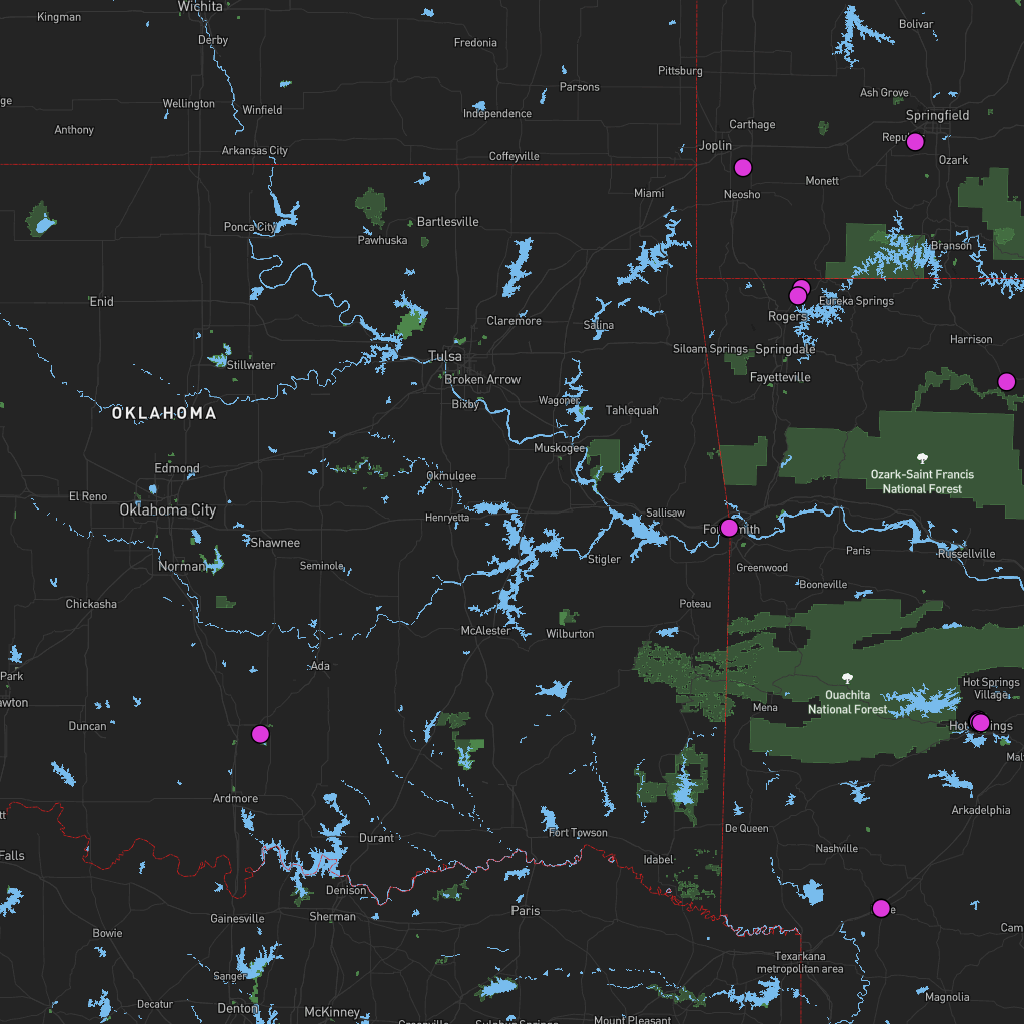 Wichita
Kingman
Bolivar
Derby
Fredonia
Pittsburg
Parsons
Ash Grove
Wellington
Winfield
Independence
Springfield
Carthage
Anthony
Joplin
Arkansas City
Coffeyville
Ozark
Monett
Miami
Neosho
Bartlesville
Ponca City
Pawhuska
Branson
Enid
Eureka Springs
Rogers
Claremore
Salina
Harrison
Siloam Springs
Springdale
Tulsa
Stillwater
Broken Arrow
Fayetteville
Wagoner
Bixby
Tahlequah
OKLAHOMA
Muskogee
Edmond
Okmulgee
Ozark-Saint Francis
National Forest
El Reno
Oklahoma City
Henryetta
Sallisaw
Shawnee
Paris
Russellville
Stigler
Norman
Seminole
Greenwood
Booneville
Chickasha
Poteau
McAlester
Wilburton
Ada
Park
Hot Springs
Village
Ouachita
National Forest
Mena
Duncan
Ardmore
Arkadelphia
De Queen
Durant
Fort Towson
Nashville
Idabel
Denison
Paris
Sherman
Gainesville
Bowie
Texarkana
metropolitan area
Sanger
Magnolia
Decatur
Denton
McKinney
Mount Pleasant